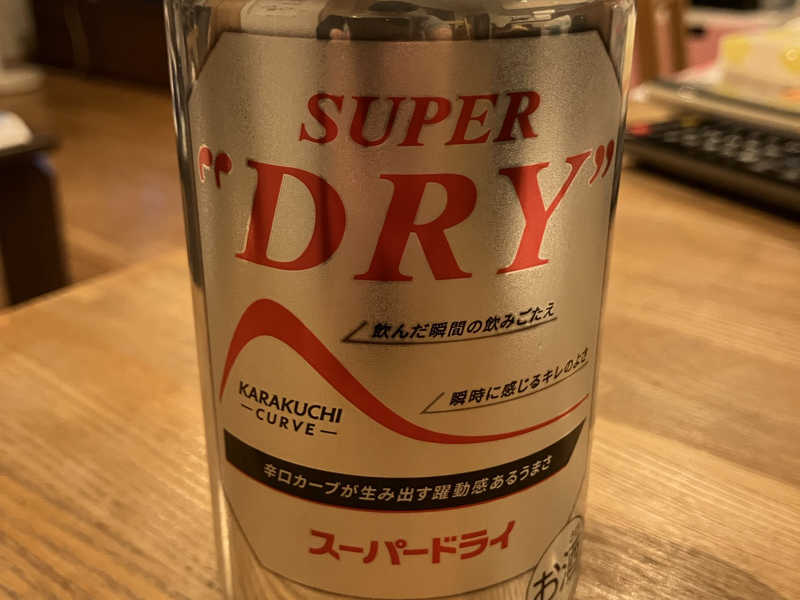 SUPER
“DRY”
飲んだ瞬間の飲みごたえ
瞬時に感じるキレのよさ
KARAKUCHI
CURVE
辛口カーブが生み出す躍動感あるうまさ
スーパードライ
お酒